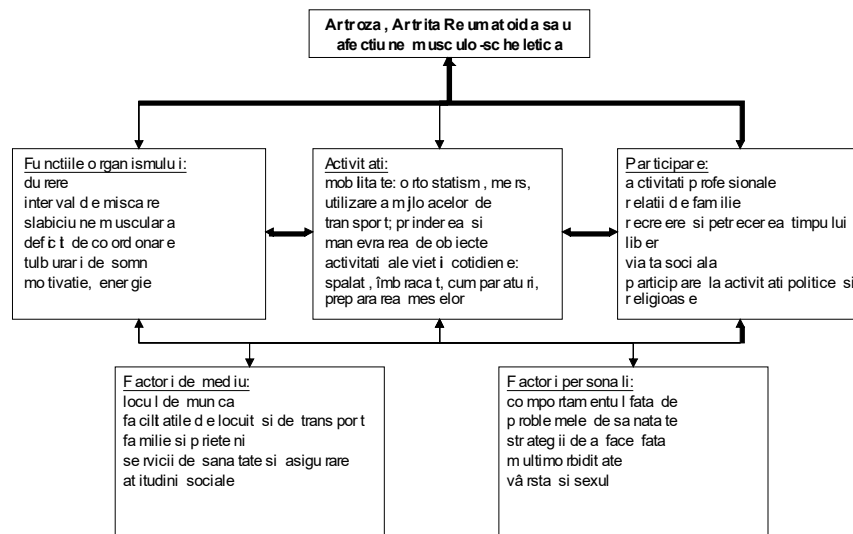 Artroza, Artrita Reumatoida sau
afectiune musculo-scheletica
Functiile organismului:
durere
interval de miscare
slabiciune musculara
deficit de coordonare
tulburari de somn
motivatie, energie
Activitati:
mobilitate: ortostatism, mers,
utilizarea mijloacelor de
transport; prinderea si
manevrarea de obiecte
activitati ale vietii cotidiene:
spalat, îmbracat, cumparaturi,
prepararea meselor
Participare:
activitati profesionale
relatii de familie
recreere si petrecerea timpului
liber
viata sociala
participare la activitati politice si
religioase
Factori de mediu:
locul de munca
facilitatile de locuit si de transport
familie si prieteni
servicii de sanatate si asigurare
atitudini sociale
Factori personali:
comportamentul fata de
problemele de sanatate
strategii de a face fata
multimorbiditate
vârsta si sexul